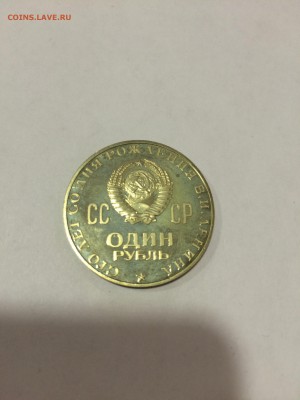 COINS.LAVE.RU
СТО ЛЕТ СО ДНЯ РОЖДЕНИЯ В.И. ЛЕНИНА
СС СР
ОДИН
РУБЛЬ